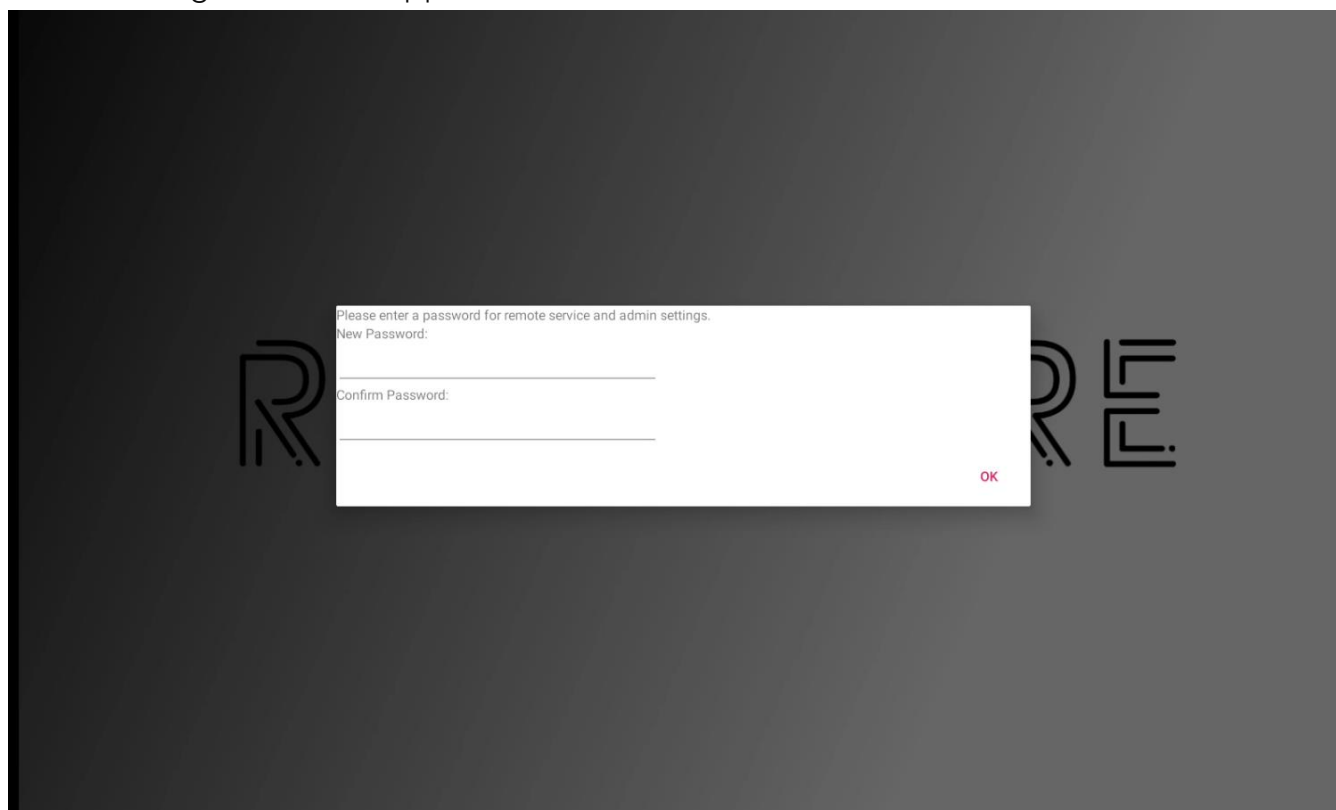 Please enter a password for remote service and admin settings.
New Password:
Confirm Password:
OK